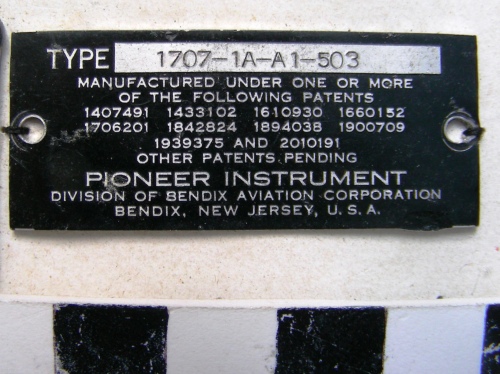 TYPE 1707-1A-A1-503
MANUFACTURED UNDER ONE OR MORE
OF THE FOLLOWING PATENTS
1407491 1433102 1610930 1660152
1706201 1842824 1894038 1900709
1939375 AND 2010191
OTHER PATENTS PENDING
PIONEER INSTRUMENT
DIVISION OF BENDIX AVIATION CORPORATION
BENDIX, NEW JERSEY, U.S.A.